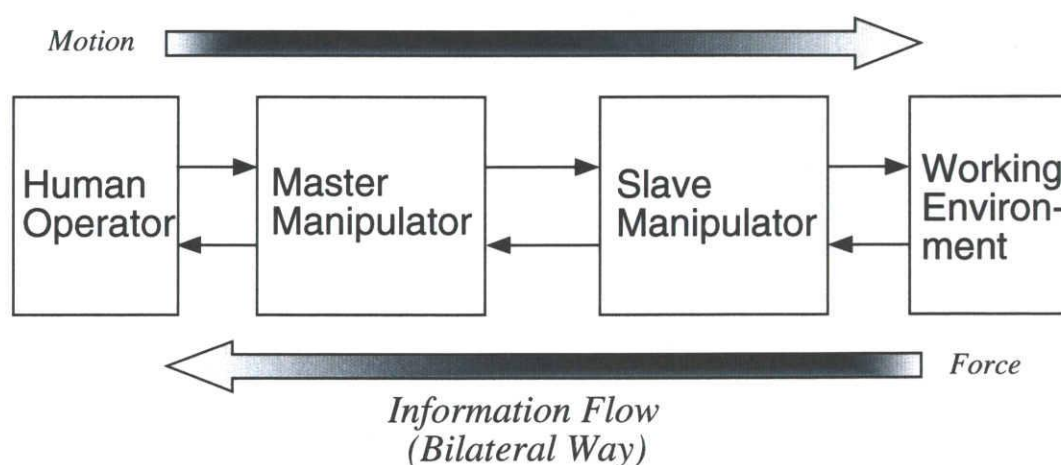 Motion
Human
Operator
Master
Manipulator
Slave
Manipulator
Working
Environ-
ment
Force
Information Flow
(Bilateral Way)